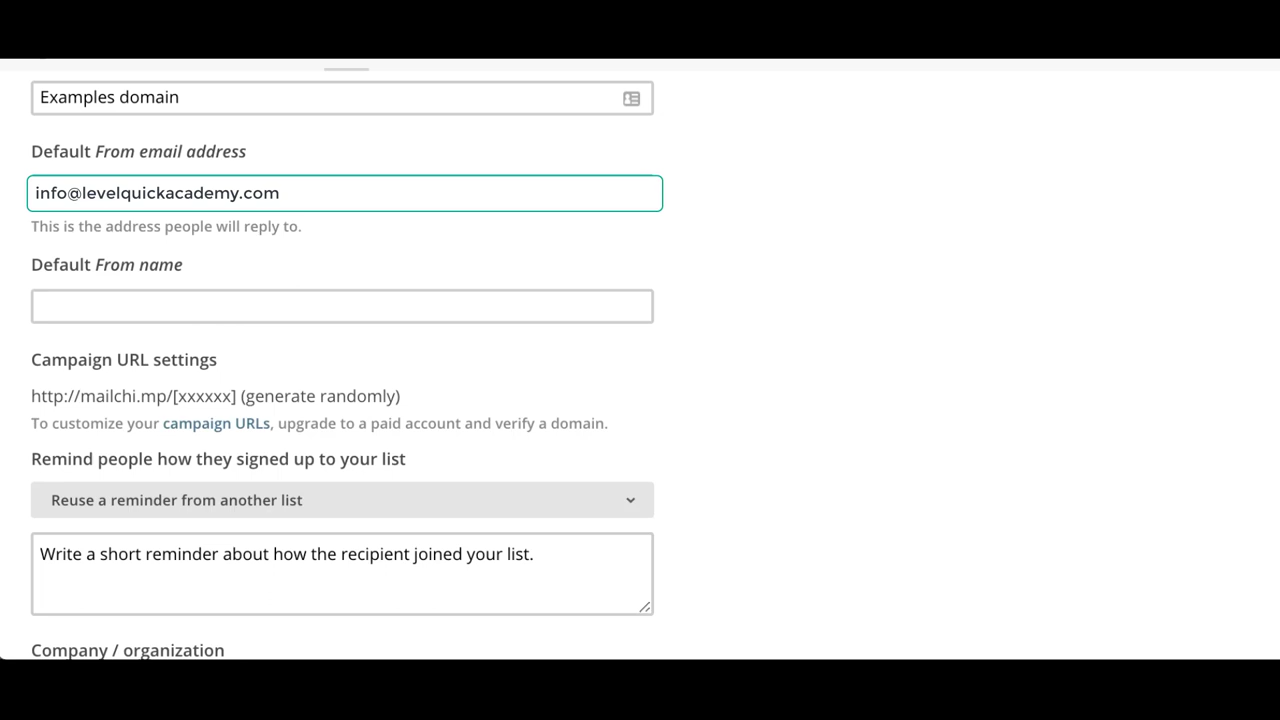 Examples domain
Default From email address
info@levelquickacademy.com
This is the address people will reply to.
Default From name
Campaign URL settings
http://mailchi.mp/[xxxxxx] (generate randomly)
To customize your campaign URLs, upgrade to a paid account and verify a domain.
Remind people how they signed up to your list
Reuse a reminder from another list
Write a short reminder about how the recipient joined your list.
Company / organization